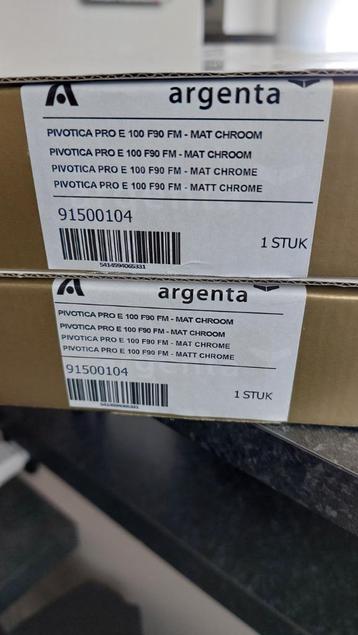 argenta
PIVOTICA PRO E 100 F90 FM - MAT CHROOM
PIVOTICA PRO E 100 F90 FM - MAT CHROOM
PIVOTICA PRO E 100 F90 FM - MAT CHROME
PIVOTICA PRO E 100 F90 FM - MATT CHROME
91500104
1 STUK
5414594065331
argenta
PIVOTICA PRO E 100 F90 FM - MAT CHROOM
PIVOTICA PRO E 100 F90 FM - MAT CHROOM
PIVOTICA PRO E 100 F90 FM - MAT CHROME
PIVOTICA PRO E 100 F90 FM - MATT CHROME
91500104
1 STUK
5414594065331